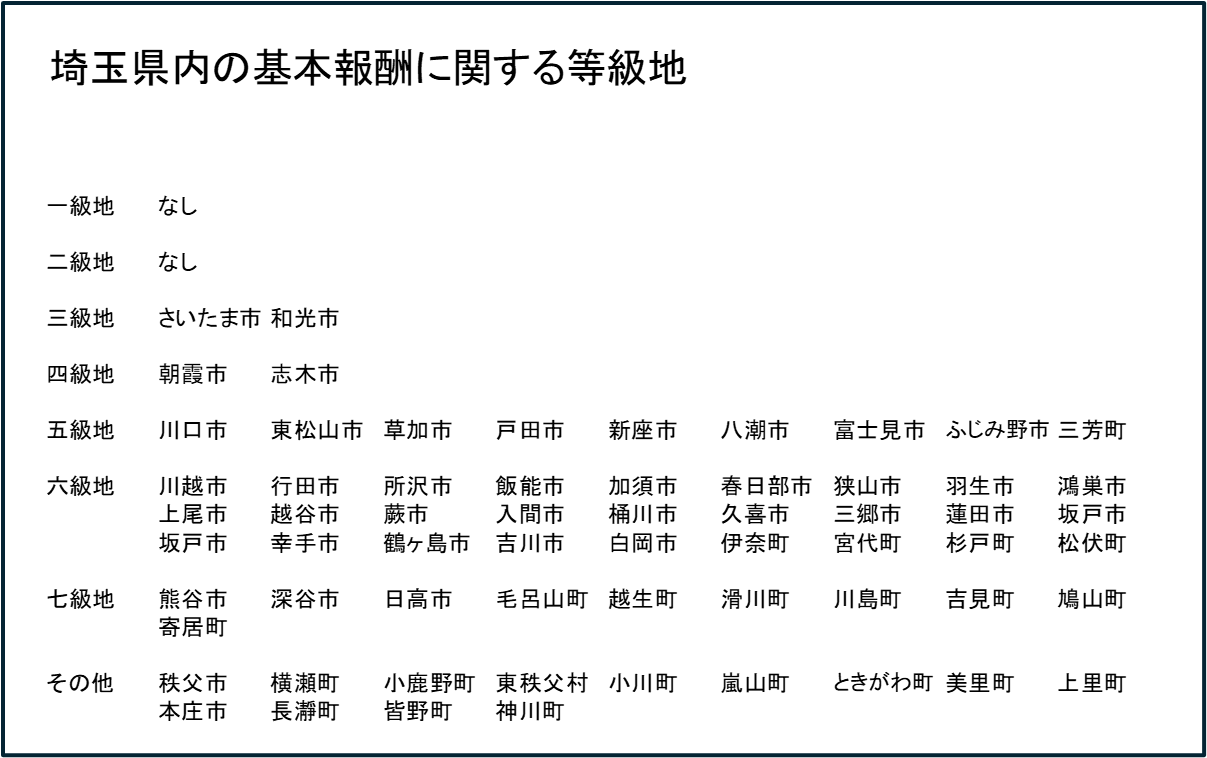 埼玉県内の基本報酬に関する等級地
一級地 なし
二級地 なし
三級地 さいたま市 和光市
四級地 朝霞市 志木市
五級地 川口市 東松山市 草加市 戸田市 新座市 八潮市 富士見市 ふじみ野市 三芳町
六級地 川越市 行田市 所沢市 飯能市 加須市 春日部市 狭山市 羽生市 鴻巣市
上尾市 越谷市 蕨市 入間市 桶川市 久喜市 三郷市 蓮田市 坂戸市
坂戸市 幸手市 鶴ヶ島市 吉川市 白岡市 伊奈町 宮代町 杉戸町 松伏町
七級地 熊谷市 深谷市 日高市 毛呂山町 越生町 滑川町 川島町 吉見町 鳩山町
寄居町
その他 秩父市 横瀬町 小鹿野町 東秩父村 小川町 嵐山町 ときがわ町 美里町 上里町
本庄市 長瀞町 皆野町 神川町